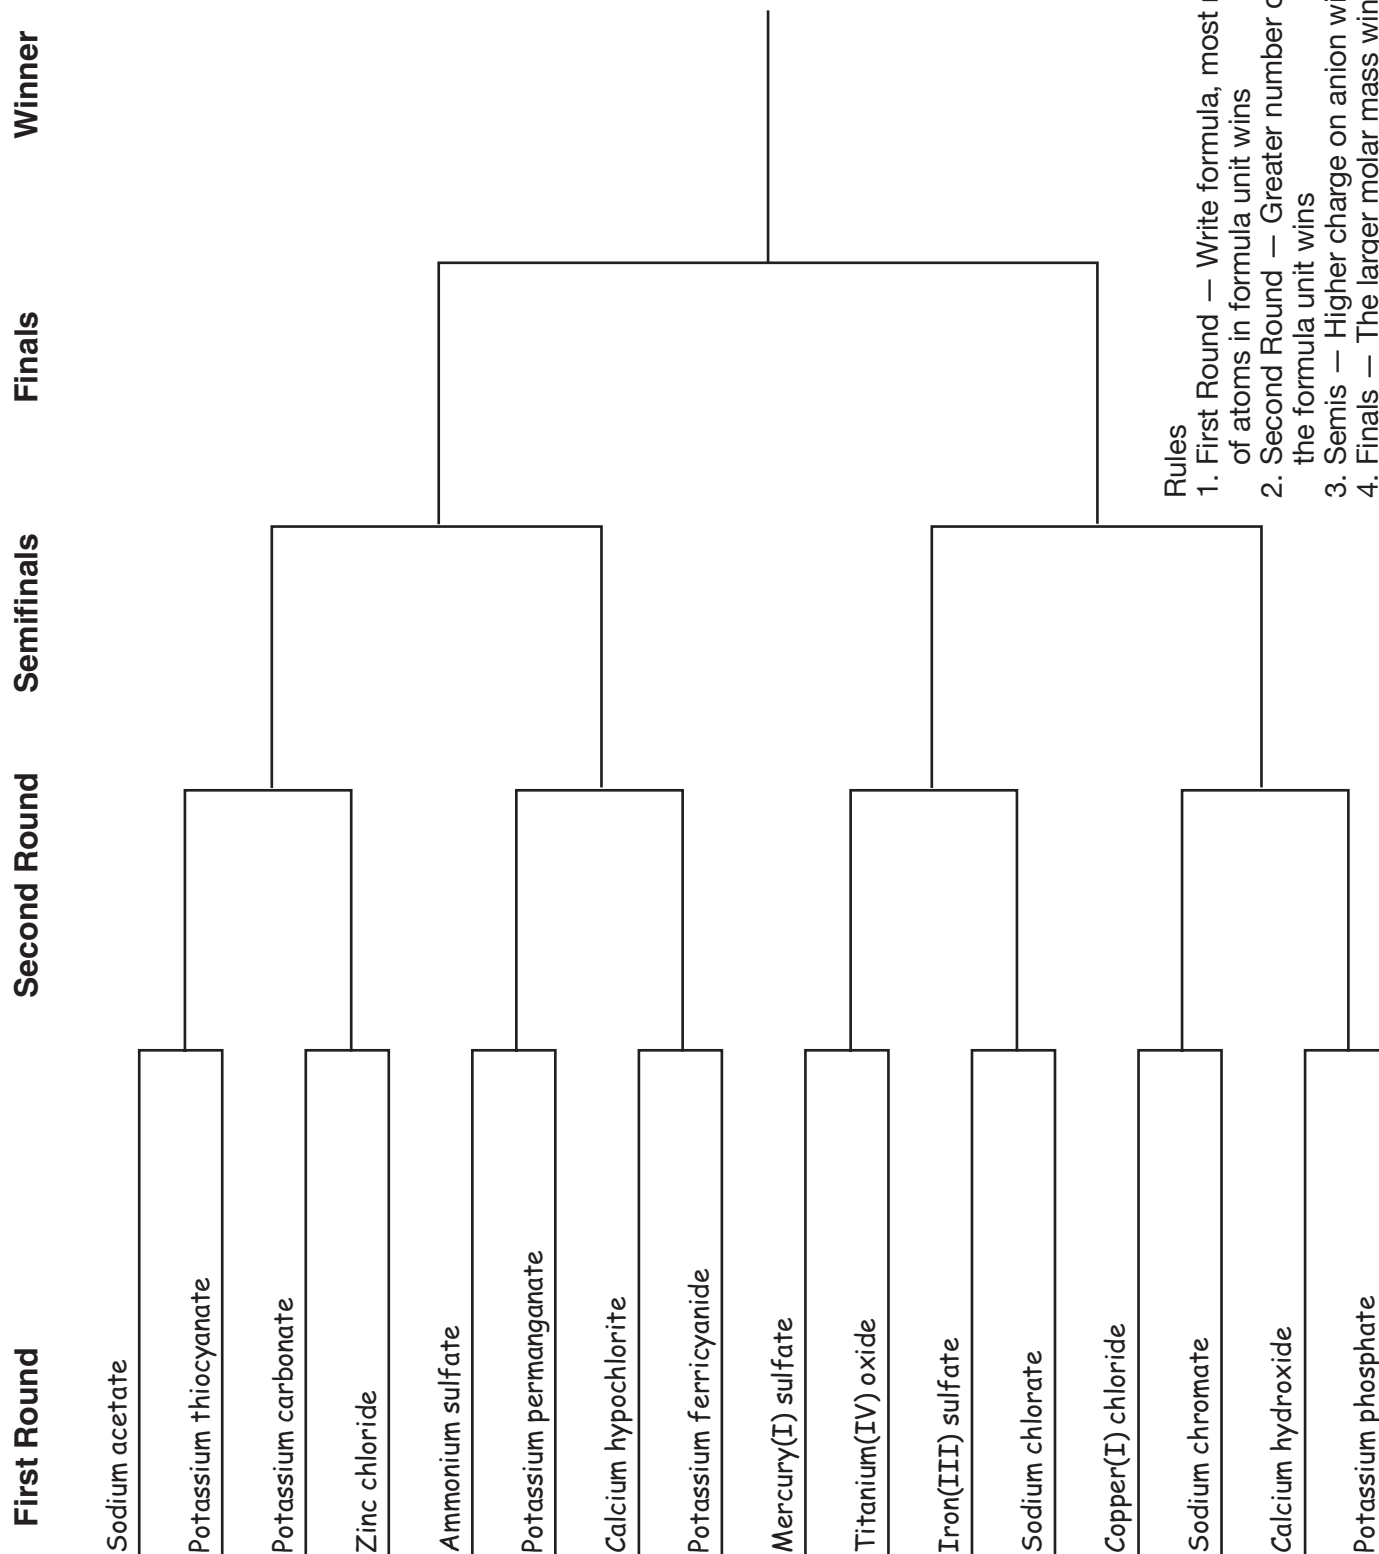 First Round
Second Round
Semifinals
Finals
Winner
Sodium acetate
Potassium thiocyanate
Potassium carbonate
Zinc chloride
Ammonium sulfate
Potassium permanganate
Calcium hypochlorite
Potassium ferricyanide
Mercury(I) sulfate
Titanium(IV) oxide
Iron(III) sulfate
Sodium chlorate
Copper(I) chloride
Sodium chromate
Calcium hydroxide
Potassium phosphate
Rules
1. First Round — Write formula, most
of atoms in formula unit wins
2. Second Round — Greater number
the formula unit wins
3. Semis — Higher charge on anion
4. Finals — The larger molar mass